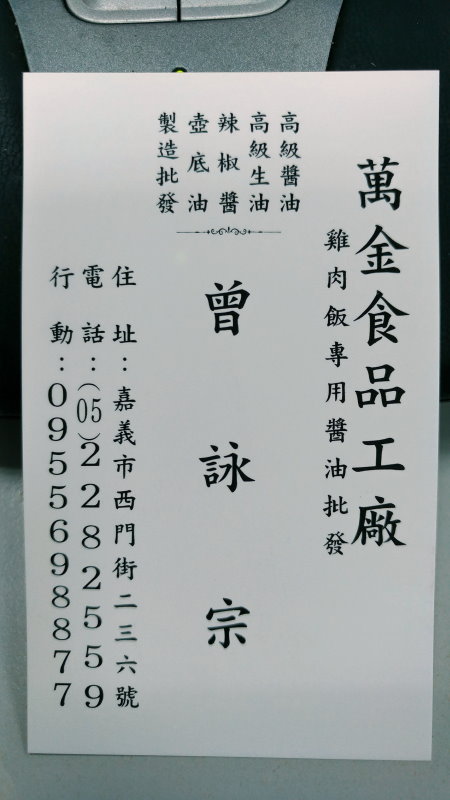 萬金食品工廠
雞肉飯專用醬油批發
高級醬油
高級生油
辣椒醬
壺底油
製造批發
曾詠宗
住址：嘉義市西門街二三六號
電話：(05)2282559
行動：0955698877